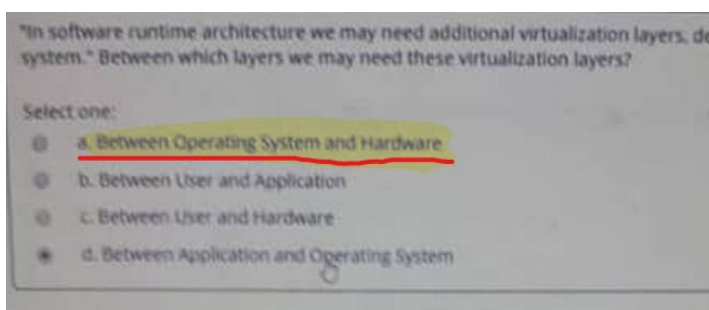 "In software runtime architecture we may need additional virtualization layers, de
system." Between which layers we may need these virtualization layers?
Select one:
a. Between Operating System and Hardware
b. Between User and Application
c. Between User and Hardware
d. Between Application and Operating System